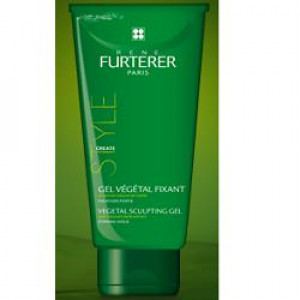 RENE
FURTERER
PARIS
STYLE
CREATE
GEL VÉGÉTAL FIXANT
VEGETAL SCULPTING GEL